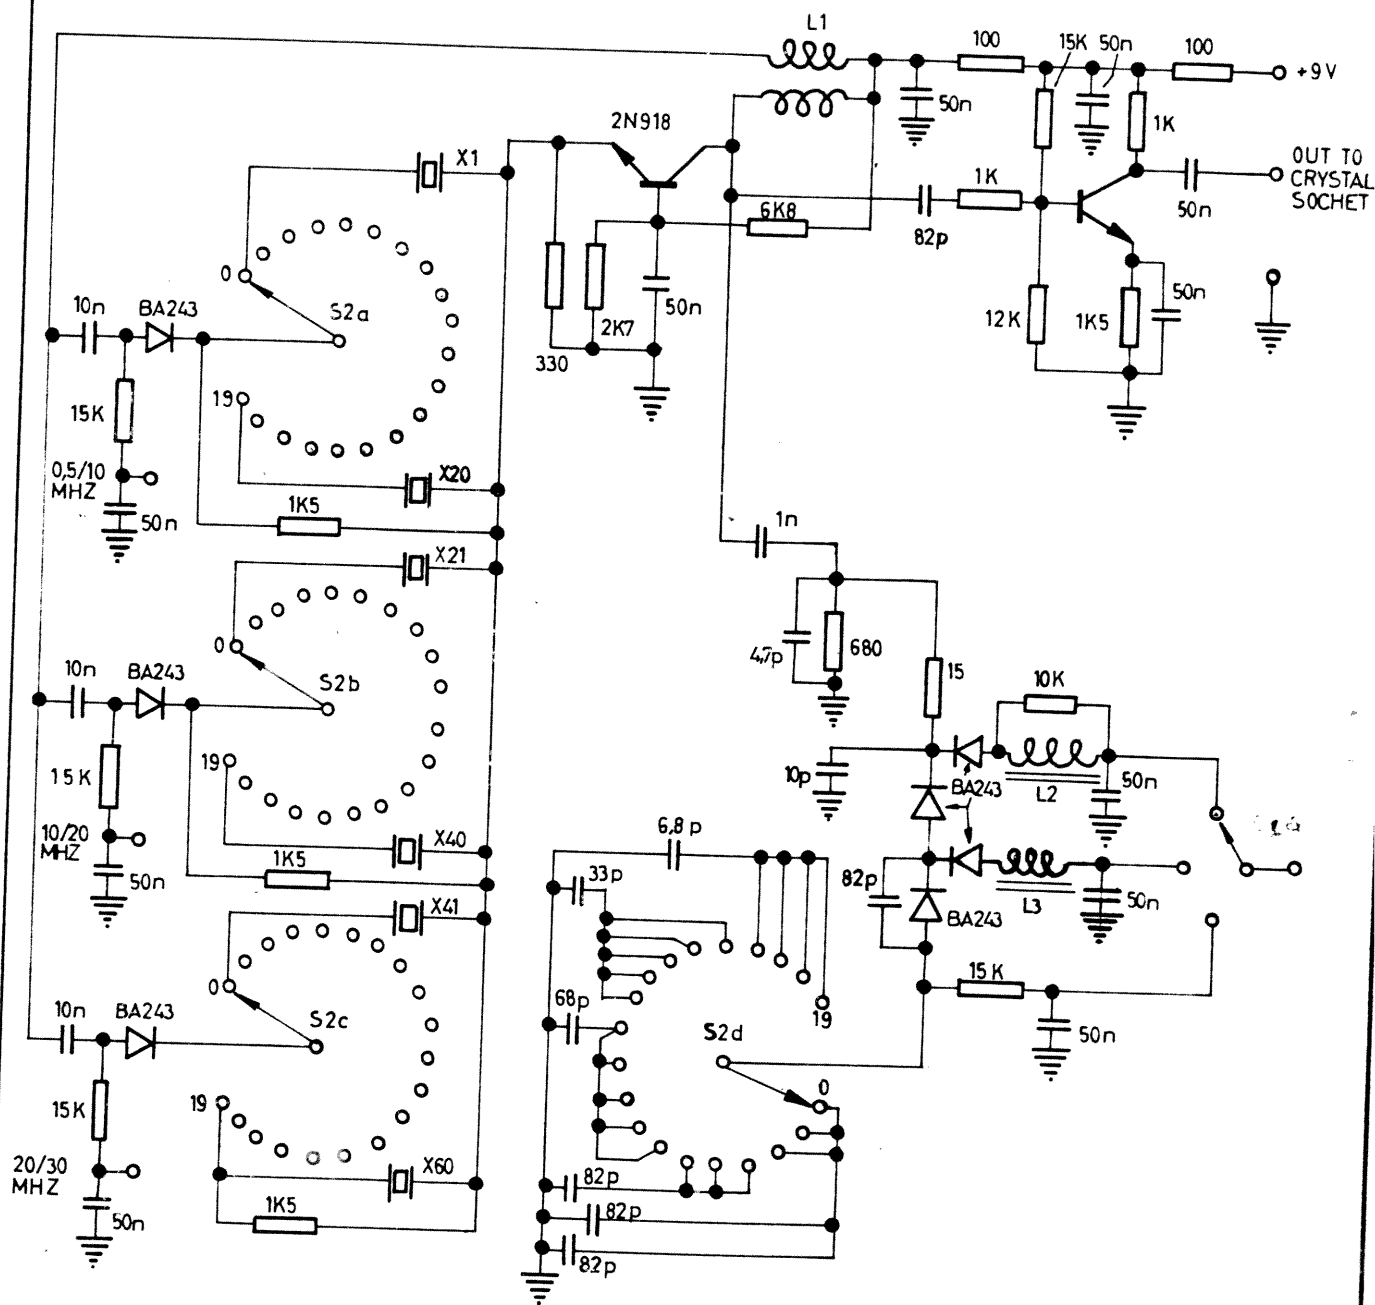 L1
100
15K
50n
100
+9V
50n
2N918
1K
X1
OUT TO
CRYSTAL
SOCHET
1K
50n
6K8
82p
0
10n
BA243
S2a
50n
50n
2K7
12K
1K5
330
19
15K
0,5/10
MHZ
X20
1K5
50n
1n
X21
0
4,7p
680
10n
BA243
S2b
15
10K
15K
19
10p
BA243
L2
50n
10/20
MHZ
X40
6,8p
1K5
33p
82p
50n
X41
L3
50n
BA243
15K
0
68p
10n
BA243
S2c
19
S2d
50n
0
15K
19
20/30
MHZ
X60
82p
1K5
82p
50n
82p